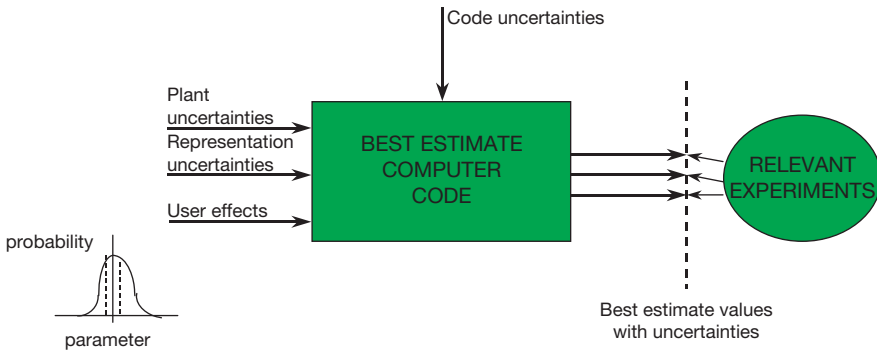 Code uncertainties
Plant
uncertainties
Representation
uncertainties
User effects
BEST ESTIMATE
COMPUTER
CODE
RELEVANT
EXPERIMENTS
probability
parameter
Best estimate values
with uncertainties